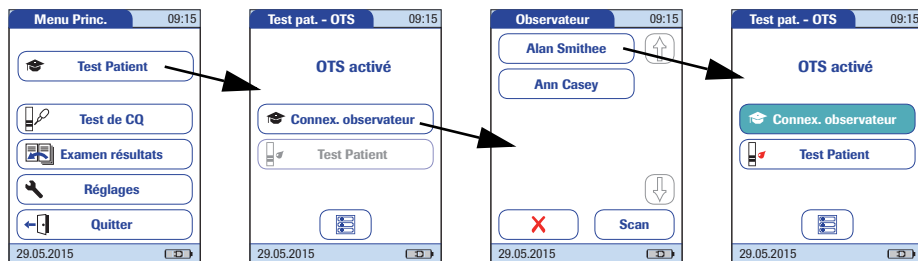 Menu Princ. 09:15
Test Patient
Test de CQ
Examen résultats
Réglages
Quitter
29.05.2015
Test pat. - OTS 09:15
OTS activé
Connex. observateur
Test Patient
29.05.2015
Observateur 09:15
Alan Smithee
Ann Casey
Scan
29.05.2015
Test pat. - OTS 09:15
OTS activé
Connex. observateur
Test Patient
29.05.2015